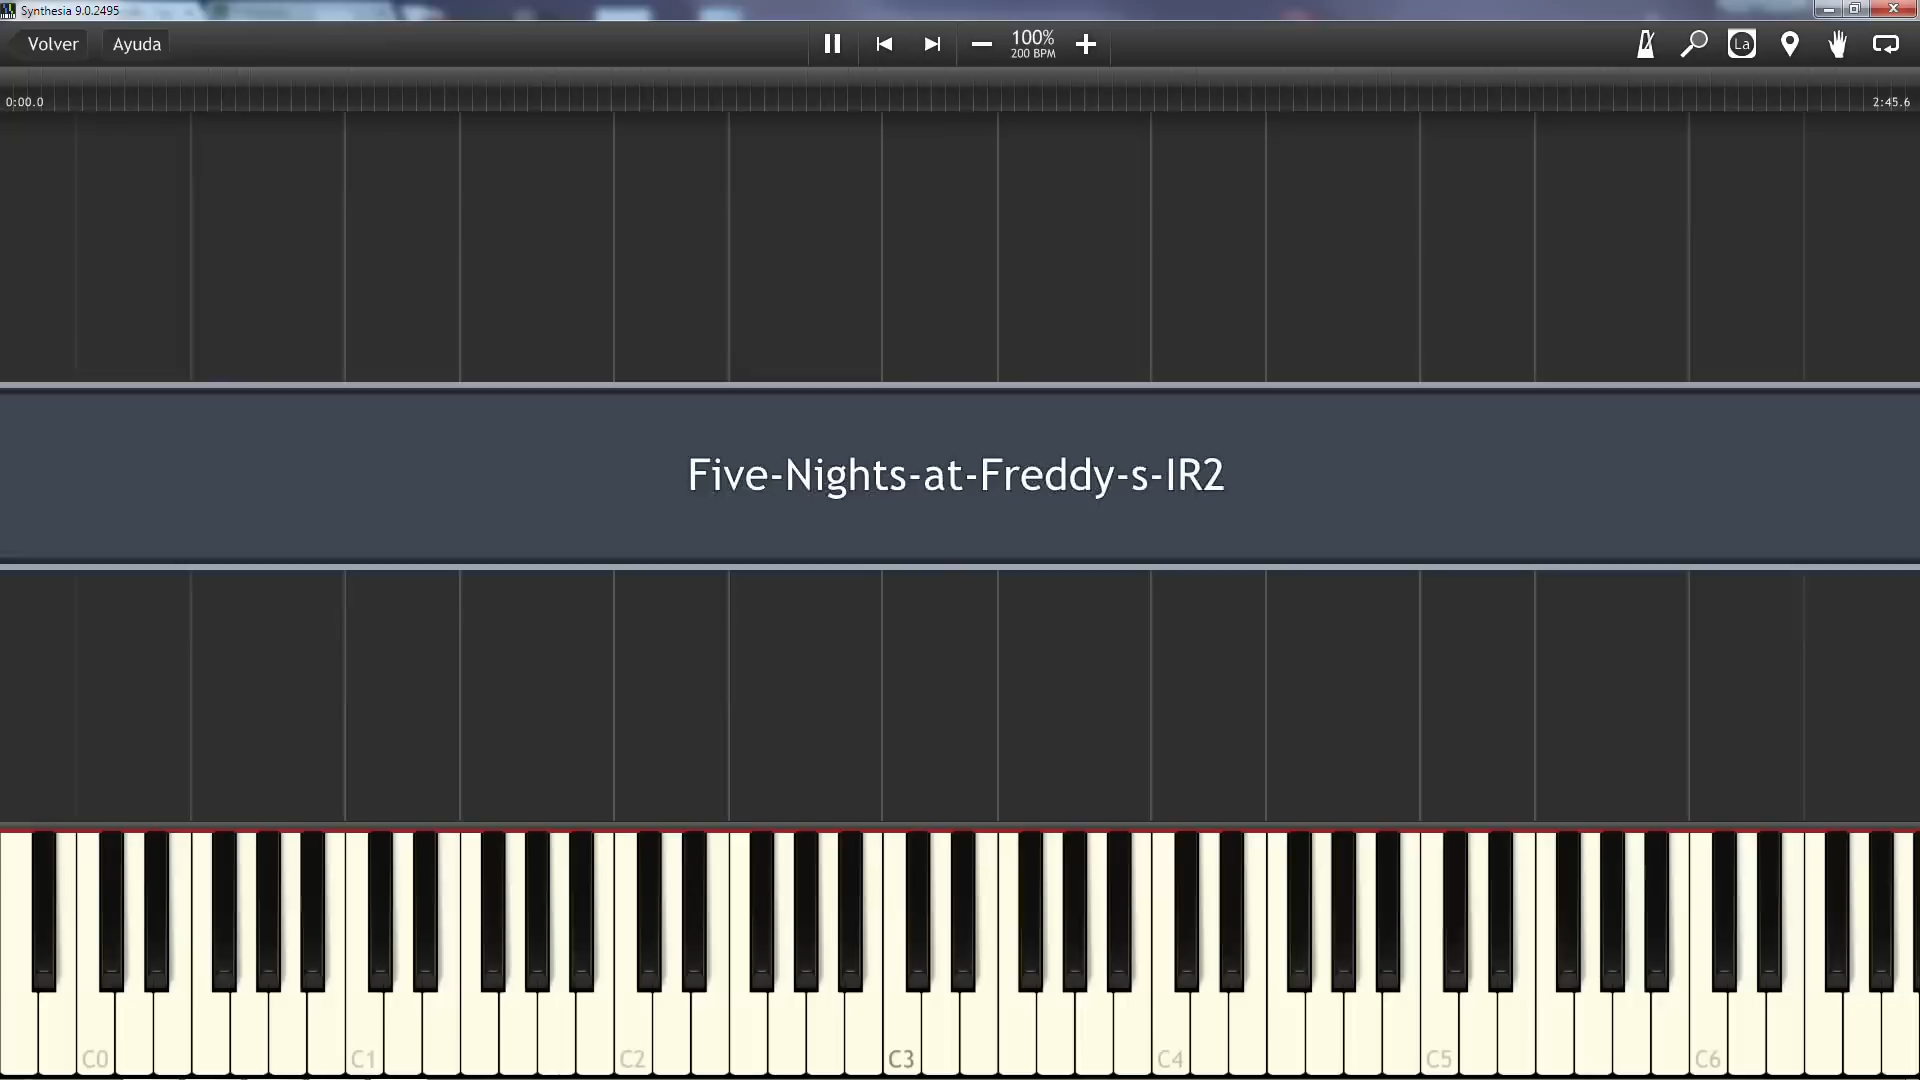 Synthesia 9.0.2495
Volver Ayuda 100%
200 BPM
La
0:00.0 2:45.6
Five-Nights-at-Freddy-s-IR2
C0 C1 C2 C3 C4 C5 C6